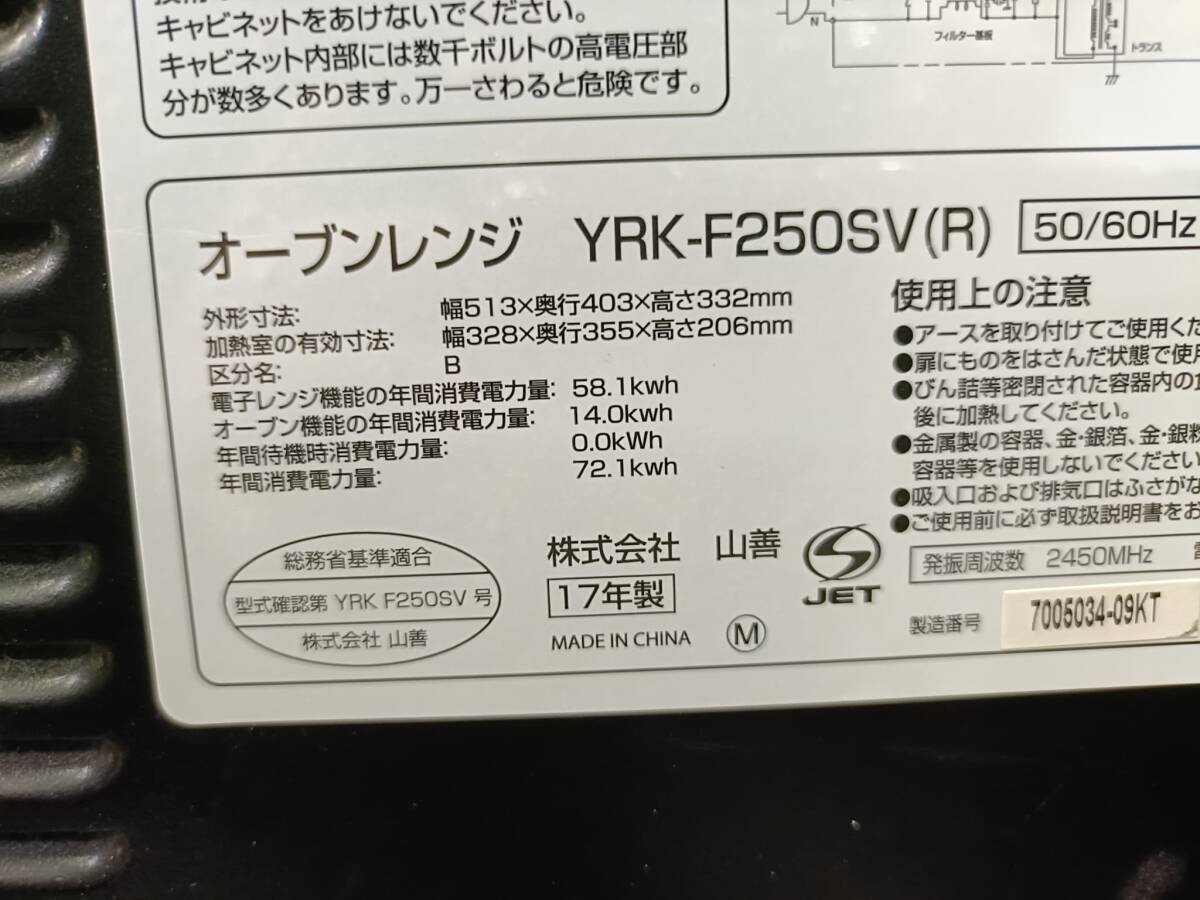 キャビネットをあけないでください。
キャビネット内部には数千ボルトの高電圧部
分が数多くあります。万一さわると危険です。
N
フィルター基板
トランス
オーブンレンジ YRK-F250SV(R) 50/60Hz
外形寸法: 幅513×奥行403×高さ332mm
加熱室の有効寸法: 幅328×奥行355×高さ206mm
区分名: B
電子レンジ機能の年間消費電力量: 58.1kwh
オーブン機能の年間消費電力量: 14.0kwh
年間待機時消費電力量: 0.0kWh
年間消費電力量: 72.1kwh
使用上の注意
●アースを取り付けてご使用くだ
●扉にものをはさんだ状態で使用
●びん詰等密閉された容器内の食
後に加熱してください。
●金属製の容器、金・銀箔、金・銀粉
容器等を使用しないでください
●吸入口および排気口はふさがな
●ご使用前に必ず取扱説明書をお
総務省基準適合
型式確認第 YRK F250SV 号
株式会社 山善
株式会社 山善
17年製
MADE IN CHINA
M
JET
発振周波数 2450MHz
製造番号 7005034-09KT